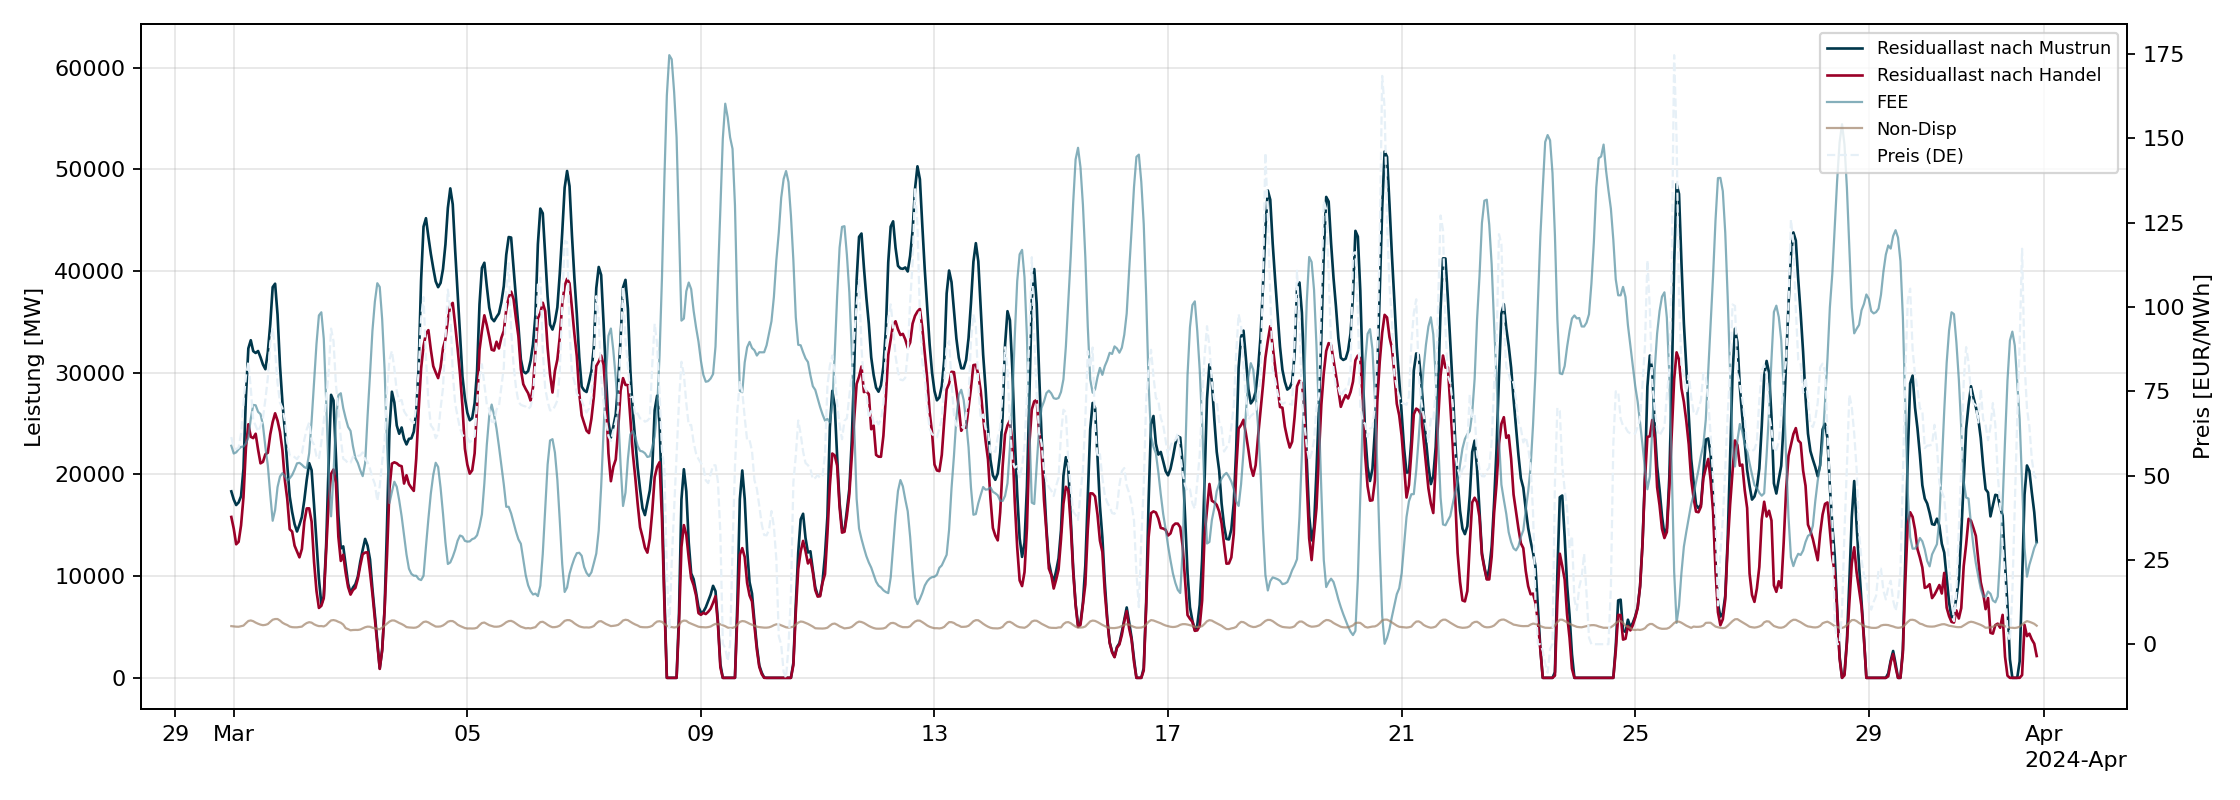 Leistung [MW]
60000
50000
40000
30000
20000
10000
0
Residuallast nach Mustrun
Residuallast nach Handel
FEE
Non-Disp
Preis (DE)
175
150
125
100
75
50
25
0
Preis [EUR/MWh]
29 Mar 05 09 13 17 21 25 29 Apr
2024-Apr